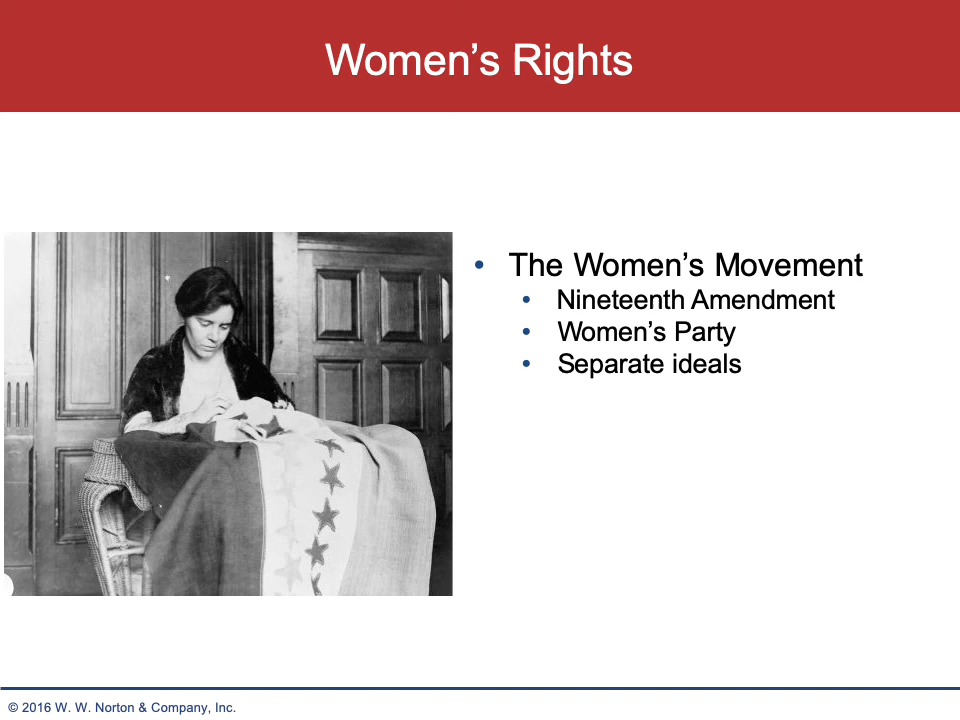 Women’s Rights
• The Women’s Movement
• Nineteenth Amendment
• Women’s Party
• Separate ideals
© 2016 W. W. Norton & Company, Inc.